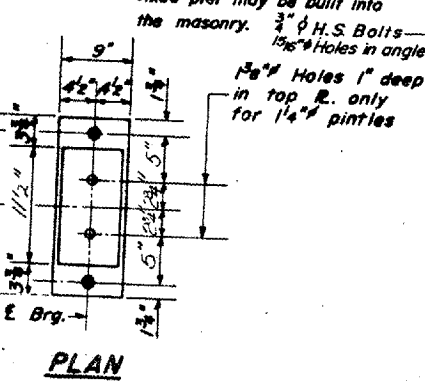 fixed pier may be built into
the masonry. 3/4" ϕ H.S. Bolts
15/16" ϕ Holes in angle
9"
4½" 4½"
1⅜" ϕ Holes 1" deep
in top ⅊. only
for 1¼" ϕ pintles
5"
11½"
5"
℄ Brg.
PLAN